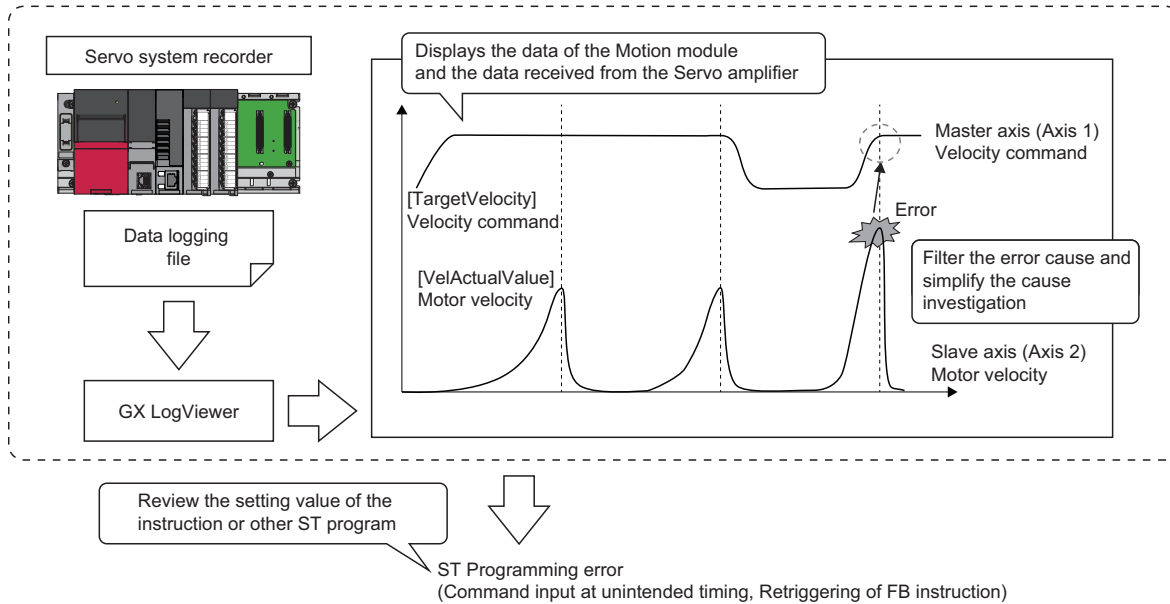 Servo system recorder
Data logging
file
GX LogViewer
Displays the data of the Motion module
and the data received from the Servo amplifier
Master axis (Axis 1)
Velocity command
[TargetVelocity]
Velocity command
Error
Filter the error cause and
simplify the cause
investigation
[VelActualValue]
Motor velocity
Slave axis (Axis 2)
Motor velocity
Review the setting value of the
instruction or other ST program
ST Programming error
(Command input at unintended timing, Retriggering of FB instruction)